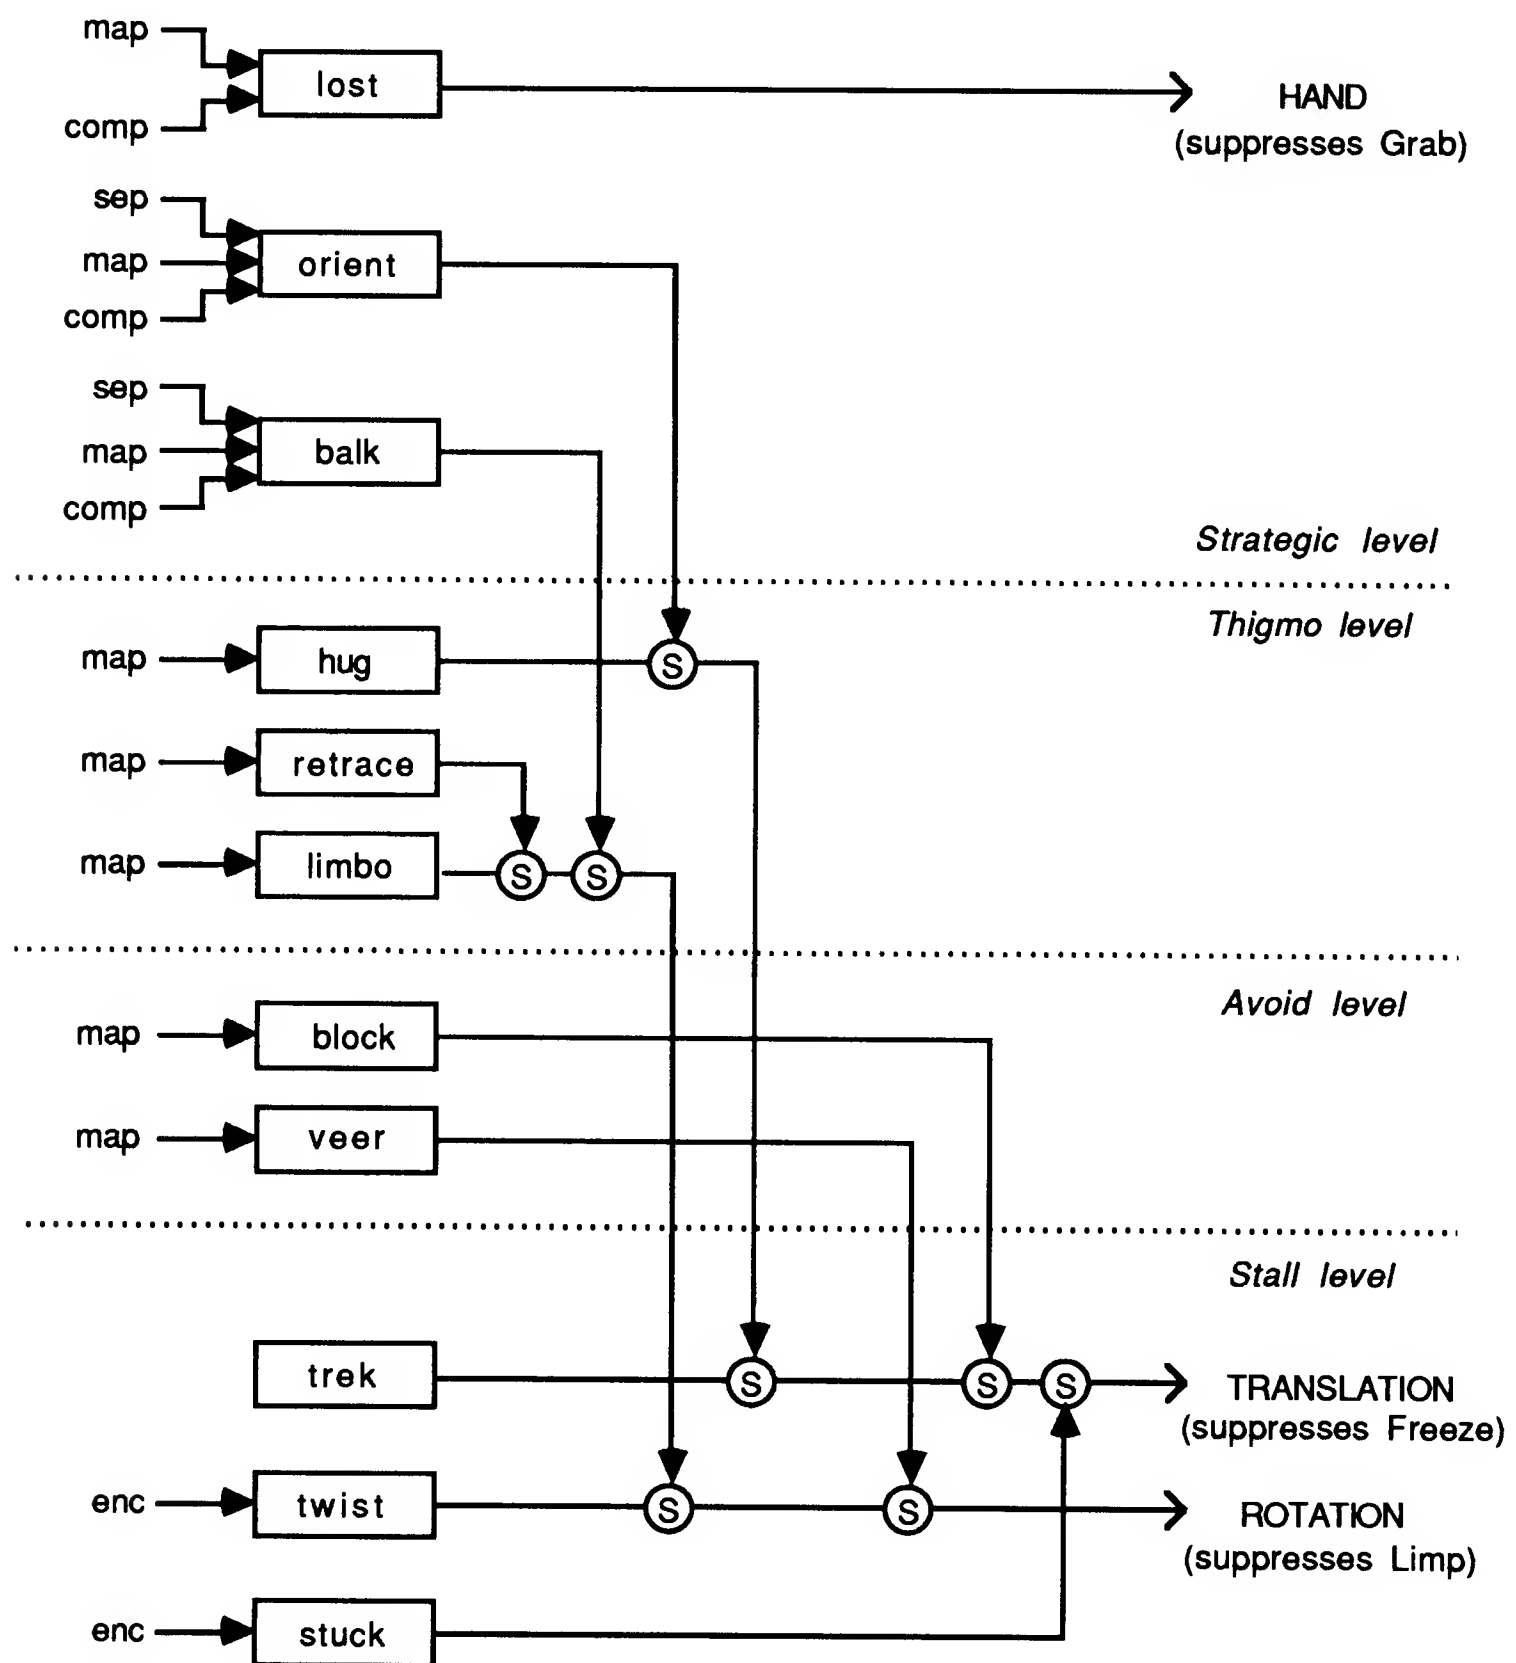 map
lost
comp
HAND
(suppresses Grab)
sep
map
orient
comp
sep
map
balk
comp
Strategic level
Thigmo level
map
hug
S
map
retrace
map
limbo
S
S
Avoid level
map
block
map
veer
Stall level
trek
S
S
S
TRANSLATION
(suppresses Freeze)
enc
twist
S
S
ROTATION
(suppresses Limp)
enc
stuck